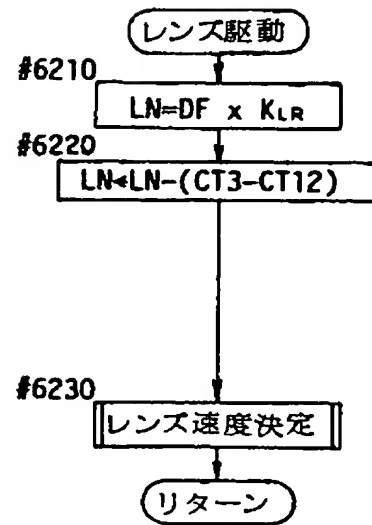 レンズ駆動
#6210
LN=DF x KLR
#6220
LN←LN-(CT3-CT12)
#6230
レンズ速度決定
リターン